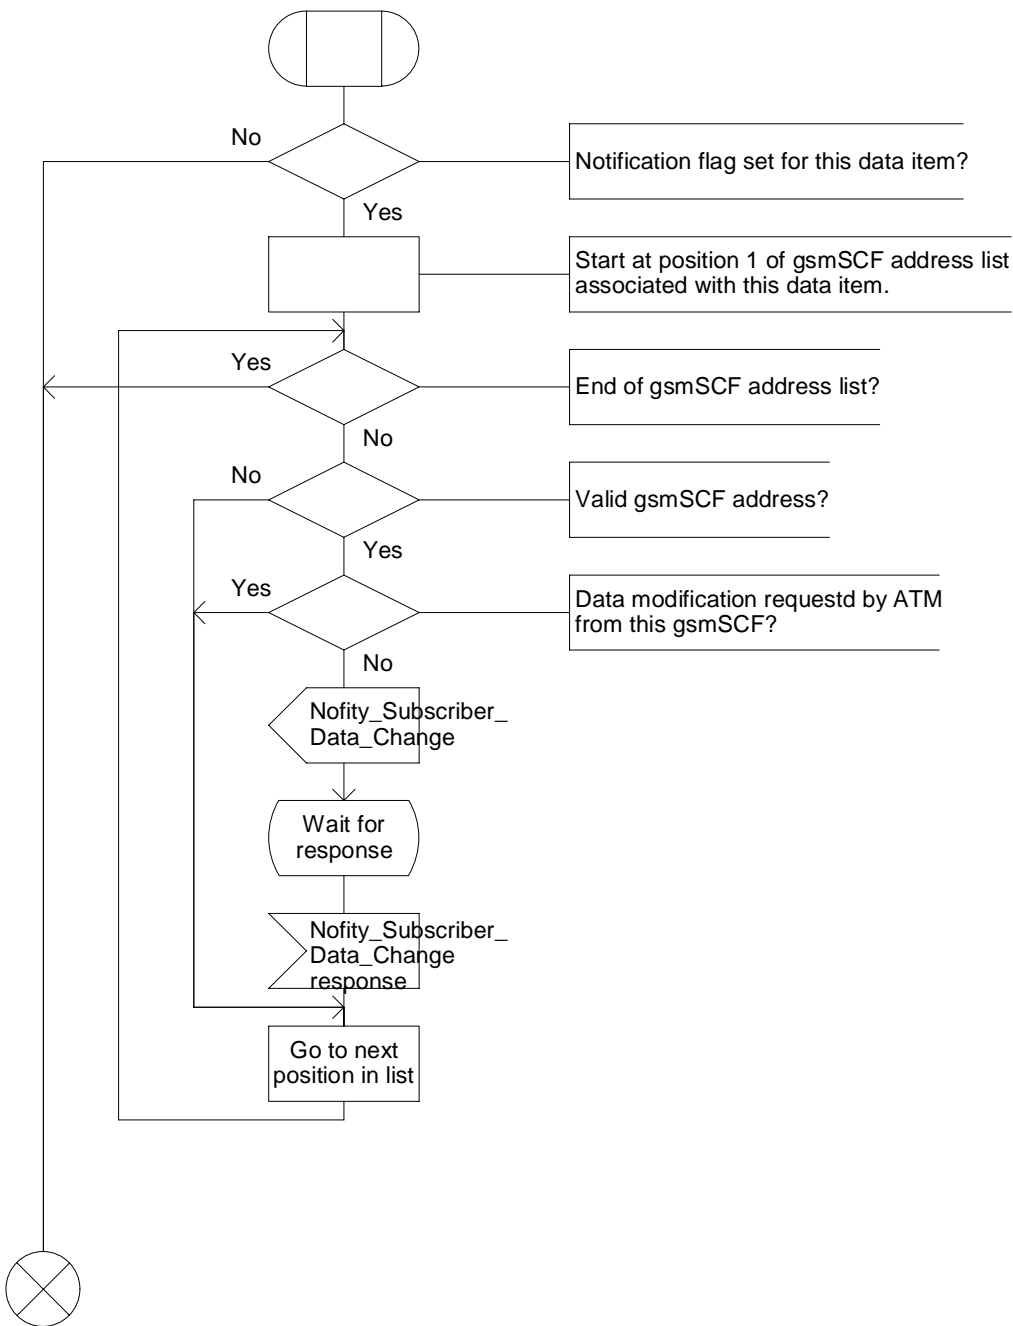 No
Notification flag set for this data item?
Yes
Start at position 1 of gsmSCF address list
associated with this data item.
Yes
End of gsmSCF address list?
No
No
Valid gsmSCF address?
Yes
Yes
Data modification requestd by ATM
from this gsmSCF?
No
Nofity_Subscriber_
Data_Change
Wait for
response
Nofity_Subscriber_
Data_Change
response
Go to next
position in list